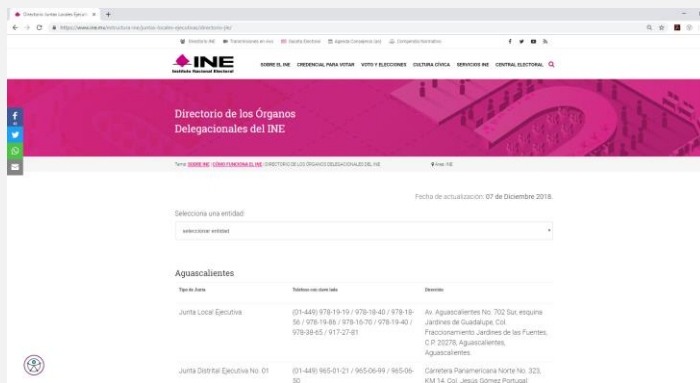 Directorio Juntas Locales Ejecuti
https://www.ine.mx/estructura-ine/juntas-locales-ejecutivas/directorio-jle/
Directorio INE Transmisiones en Vivo Gaceta Electoral Agenda Consejeros (as) Compendio Normativo
INE
Instituto Nacional Electoral
SOBRE EL INE CREDENCIAL PARA VOTAR VOTO Y ELECCIONES CULTURA CÍVICA SERVICIOS INE CENTRAL ELECTORAL
Directorio de los Órganos
Delegacionales del INE
Tema: SOBRE INE / CÓMO FUNCIONA EL INE / DIRECTORIO DE LOS ÓRGANOS DELEGACIONALES DEL INE Área: INE
Fecha de actualización: 07 de Diciembre 2018.
Selecciona una entidad:
seleccionar entidad
Aguascalientes
Tipo de Junta Teléfono con clave lada Dirección
Junta Local Ejecutiva
(01-449) 978-19-19 / 978-18-40 / 978-18-
56 / 978-19-86 / 978-16-70 / 978-19-40 /
978-38-65 / 917-27-81
Av. Aguascalientes No. 702 Sur, esquina
Jardines de Guadalupe, Col.
Fraccionamiento Jardines de las Fuentes,
C.P. 20278, Aguascalientes,
Aguascalientes.
Junta Distrital Ejecutiva No. 01
(01-449) 965-01-21 / 965-06-99 / 965-06-
50
Carretera Panamericana Norte No. 323,
KM 14, Col. Jesús Gómez Portugal